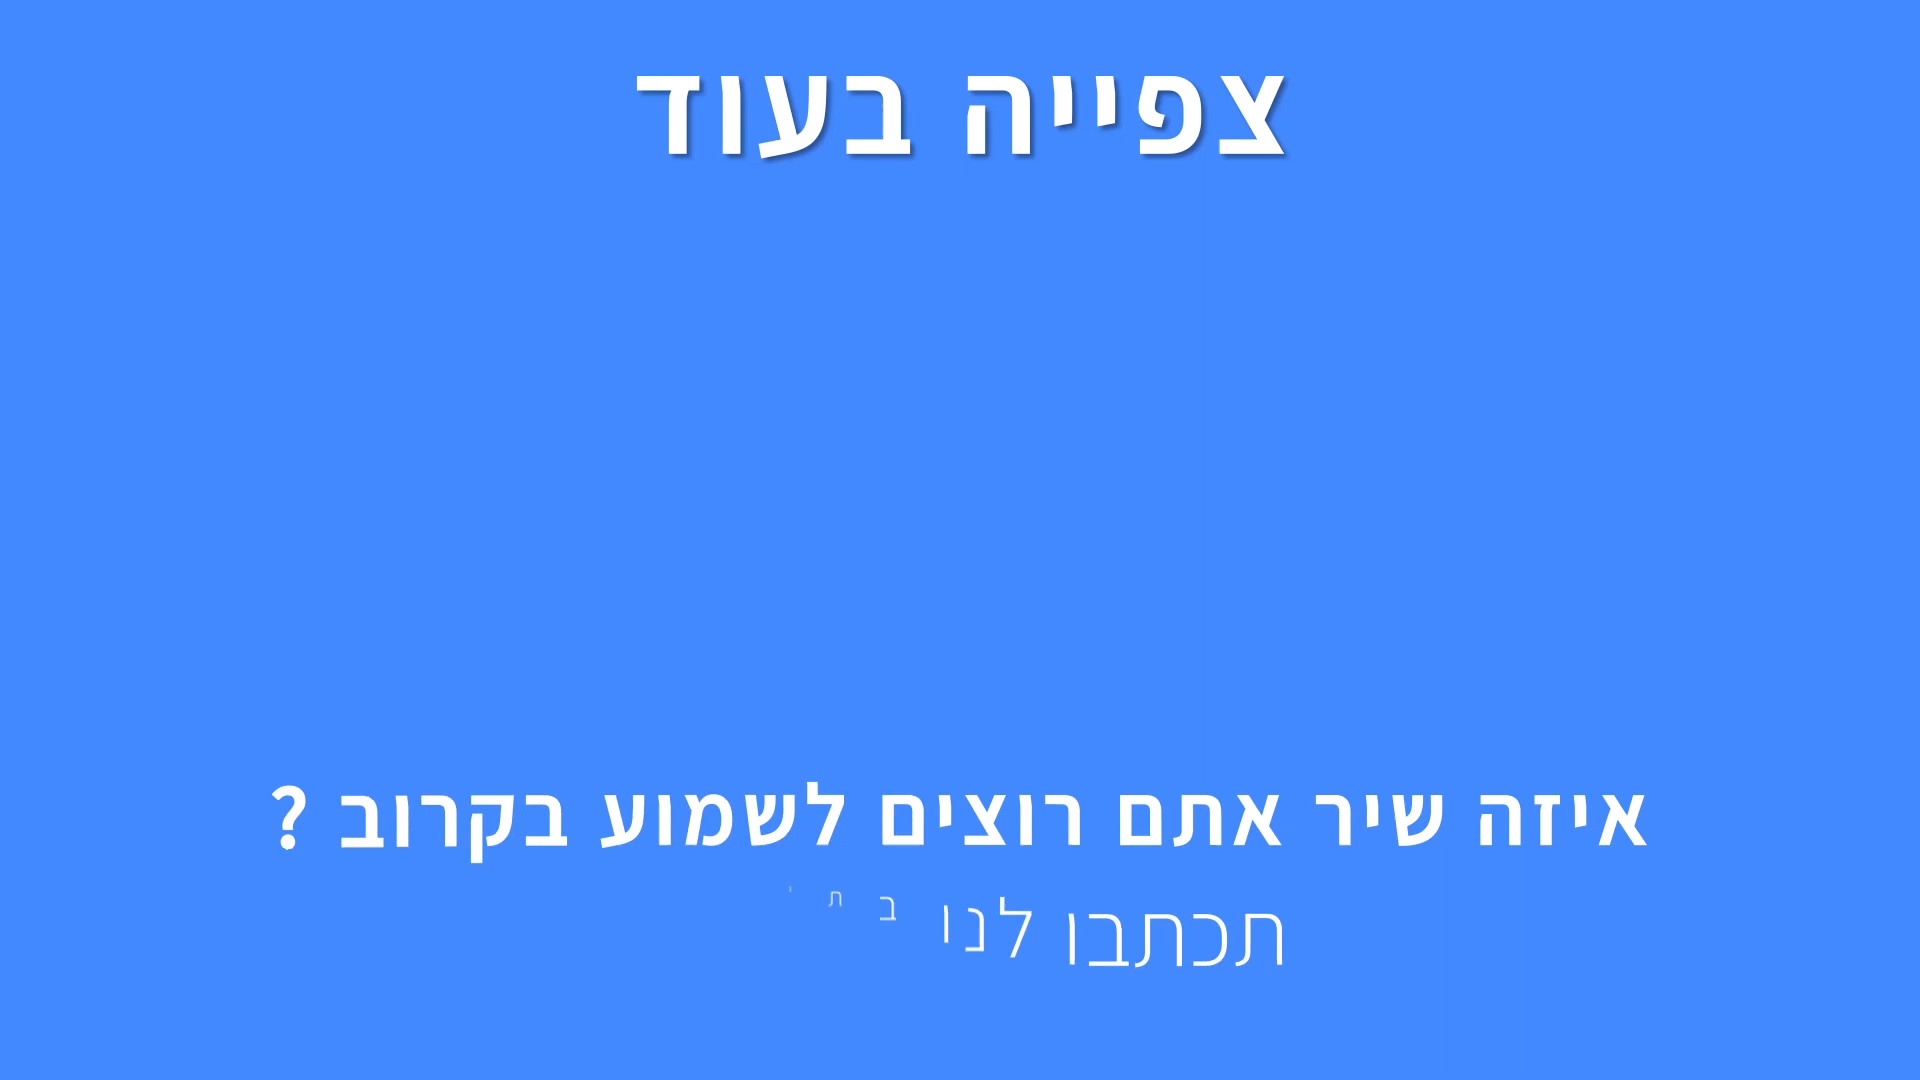 צפייה בעוד
איזה שיר אתם רוצים לשמוע בקרוב ?
תכתבו לנו